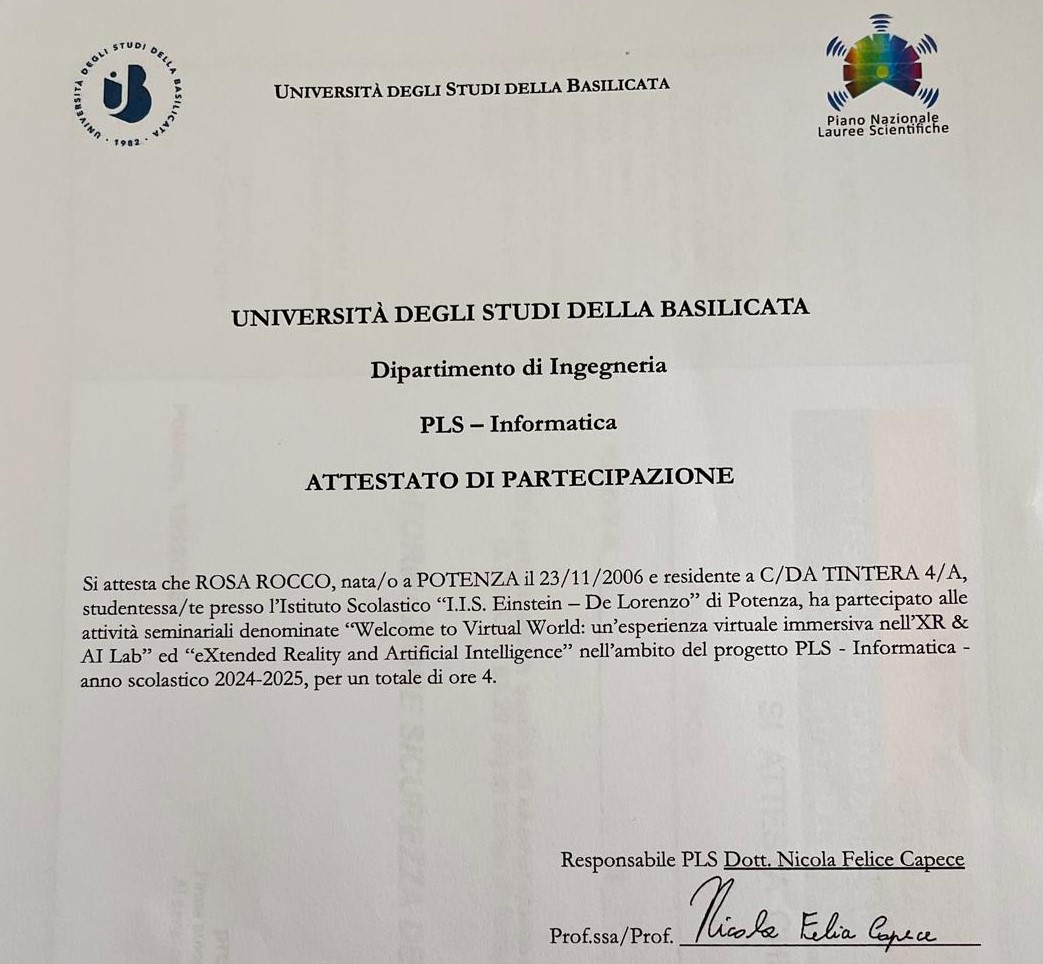 UNIVERSITÀ DEGLI STUDI DELLA BASILICATA · 1982 ·
UNIVERSITÀ DEGLI STUDI DELLA BASILICATA
Piano Nazionale
Lauree Scientifiche
UNIVERSITÀ DEGLI STUDI DELLA BASILICATA
Dipartimento di Ingegneria
PLS – Informatica
ATTESTATO DI PARTECIPAZIONE
Si attesta che ROSA ROCCO, nata/o a POTENZA il 23/11/2006 e residente a C/DA TINTERA 4/A,
studentessa/te presso l'Istituto Scolastico “I.I.S. Einstein – De Lorenzo” di Potenza, ha partecipato alle
attività seminariali denominate “Welcome to Virtual World: un'esperienza virtuale immersiva nell'XR &
AI Lab” ed “eXtended Reality and Artificial Intelligence” nell'ambito del progetto PLS - Informatica -
anno scolastico 2024-2025, per un totale di ore 4.
Responsabile PLS Dott. Nicola Felice Capece
Prof.ssa/Prof. Nicola Felice Capece